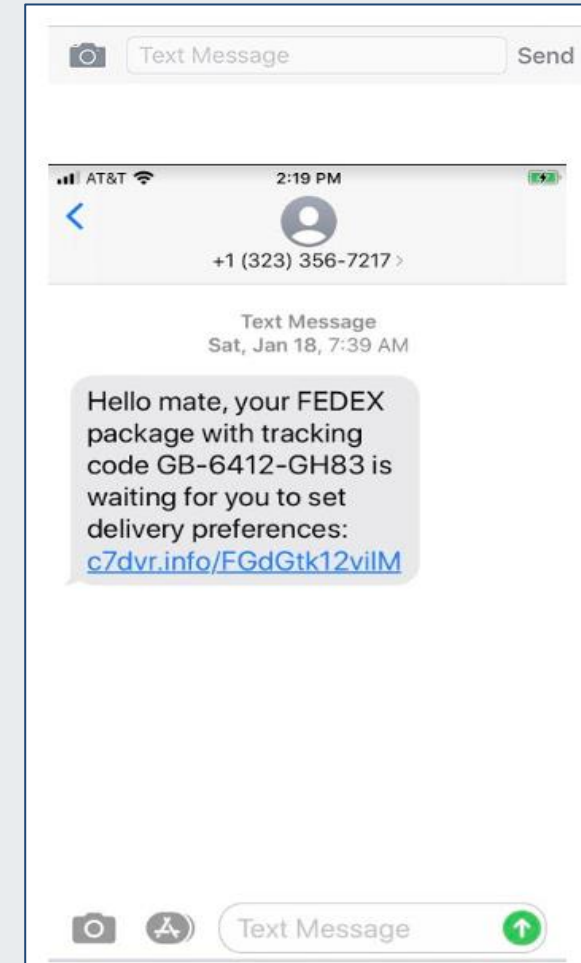 Text Message Send
AT&T 2:19 PM
+1 (323) 356-7217 >
Text Message
Sat, Jan 18, 7:39 AM
Hello mate, your FEDEX
package with tracking
code GB-6412-GH83 is
waiting for you to set
delivery preferences:
c7dvr.info/FGdGtk12vilM
Text Message